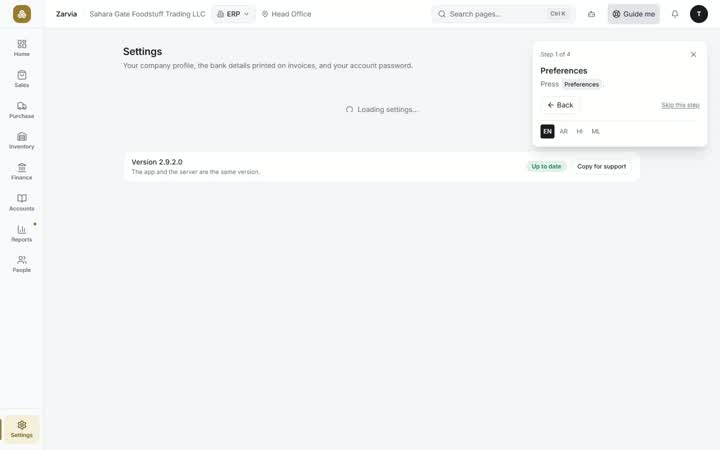 Zarvia
Sahara Gate Foodstuff Trading LLC
ERP
Head Office
Search pages...
Ctrl K
Guide me
T
Home
Sales
Purchase
Inventory
Finance
Accounts
Reports
People
Settings
Settings
Your company profile, the bank details printed on invoices, and your account password.
Loading settings...
Version 2.9.2.0
The app and the server are the same version.
Up to date
Copy for support
Step 1 of 4
Preferences
Press Preferences .
Back
Skip this step
EN AR HI ML